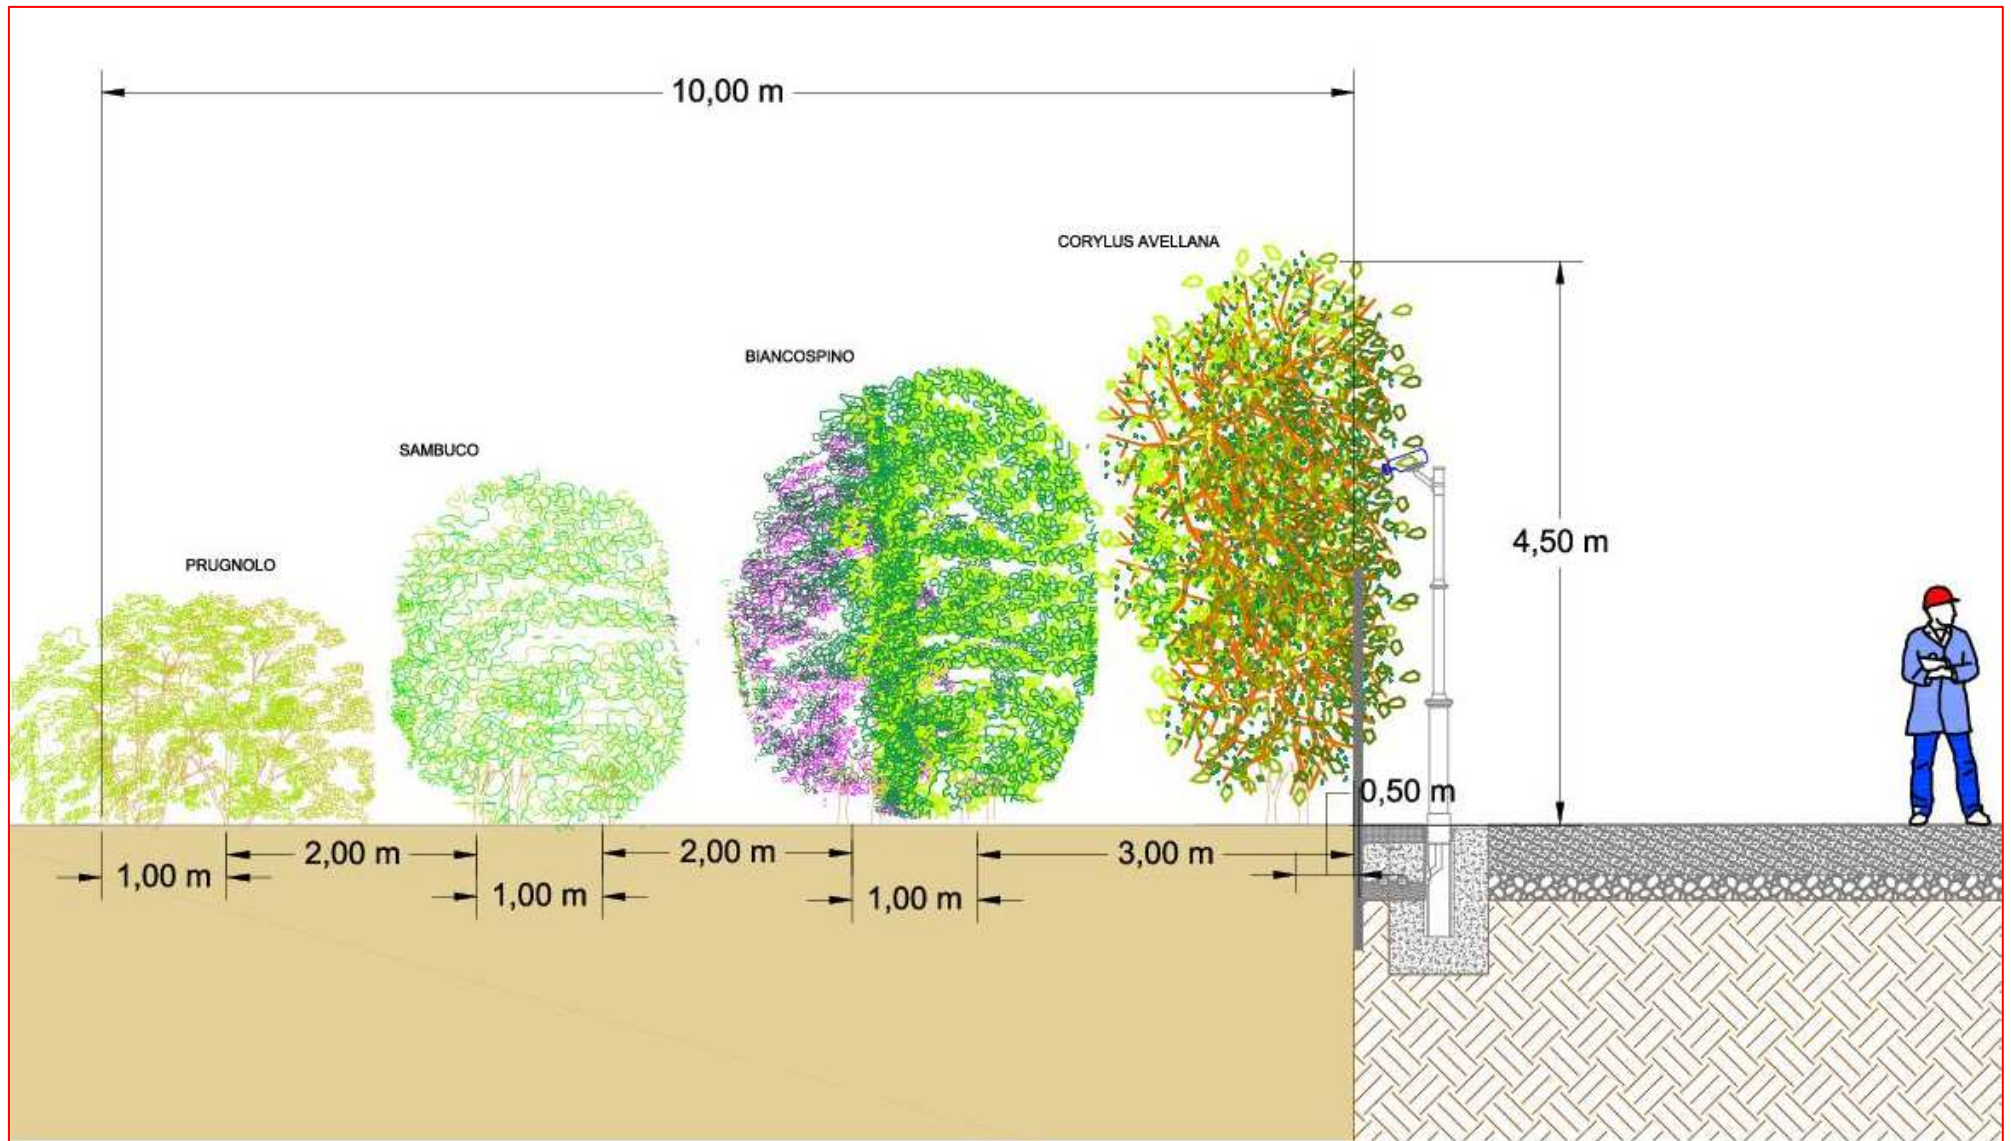 10,00 m
CORYLUS AVELLANA
BIANCOSPINO
SAMBUCO
PRUGNOLO
4,50 m
0,50 m
2,00 m
2,00 m
3,00 m
1,00 m
1,00 m
1,00 m